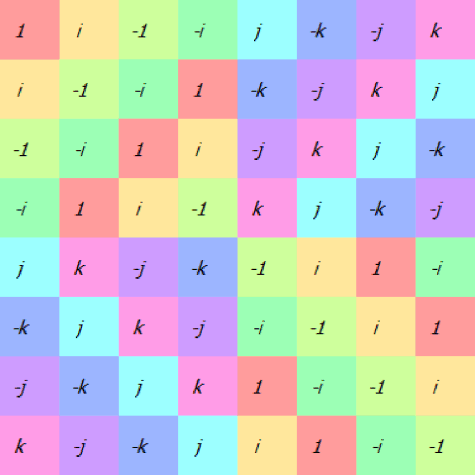 1 i -1 -i j -k -j k
i -1 -i 1 -k -j k j
-1 -i 1 i -j k j -k
-i 1 i -1 k j -k -j
j k -j -k -1 i 1 -i
-k j k -j -i -1 i 1
-j -k j k 1 -i -1 i
k -j -k j i 1 -i -1